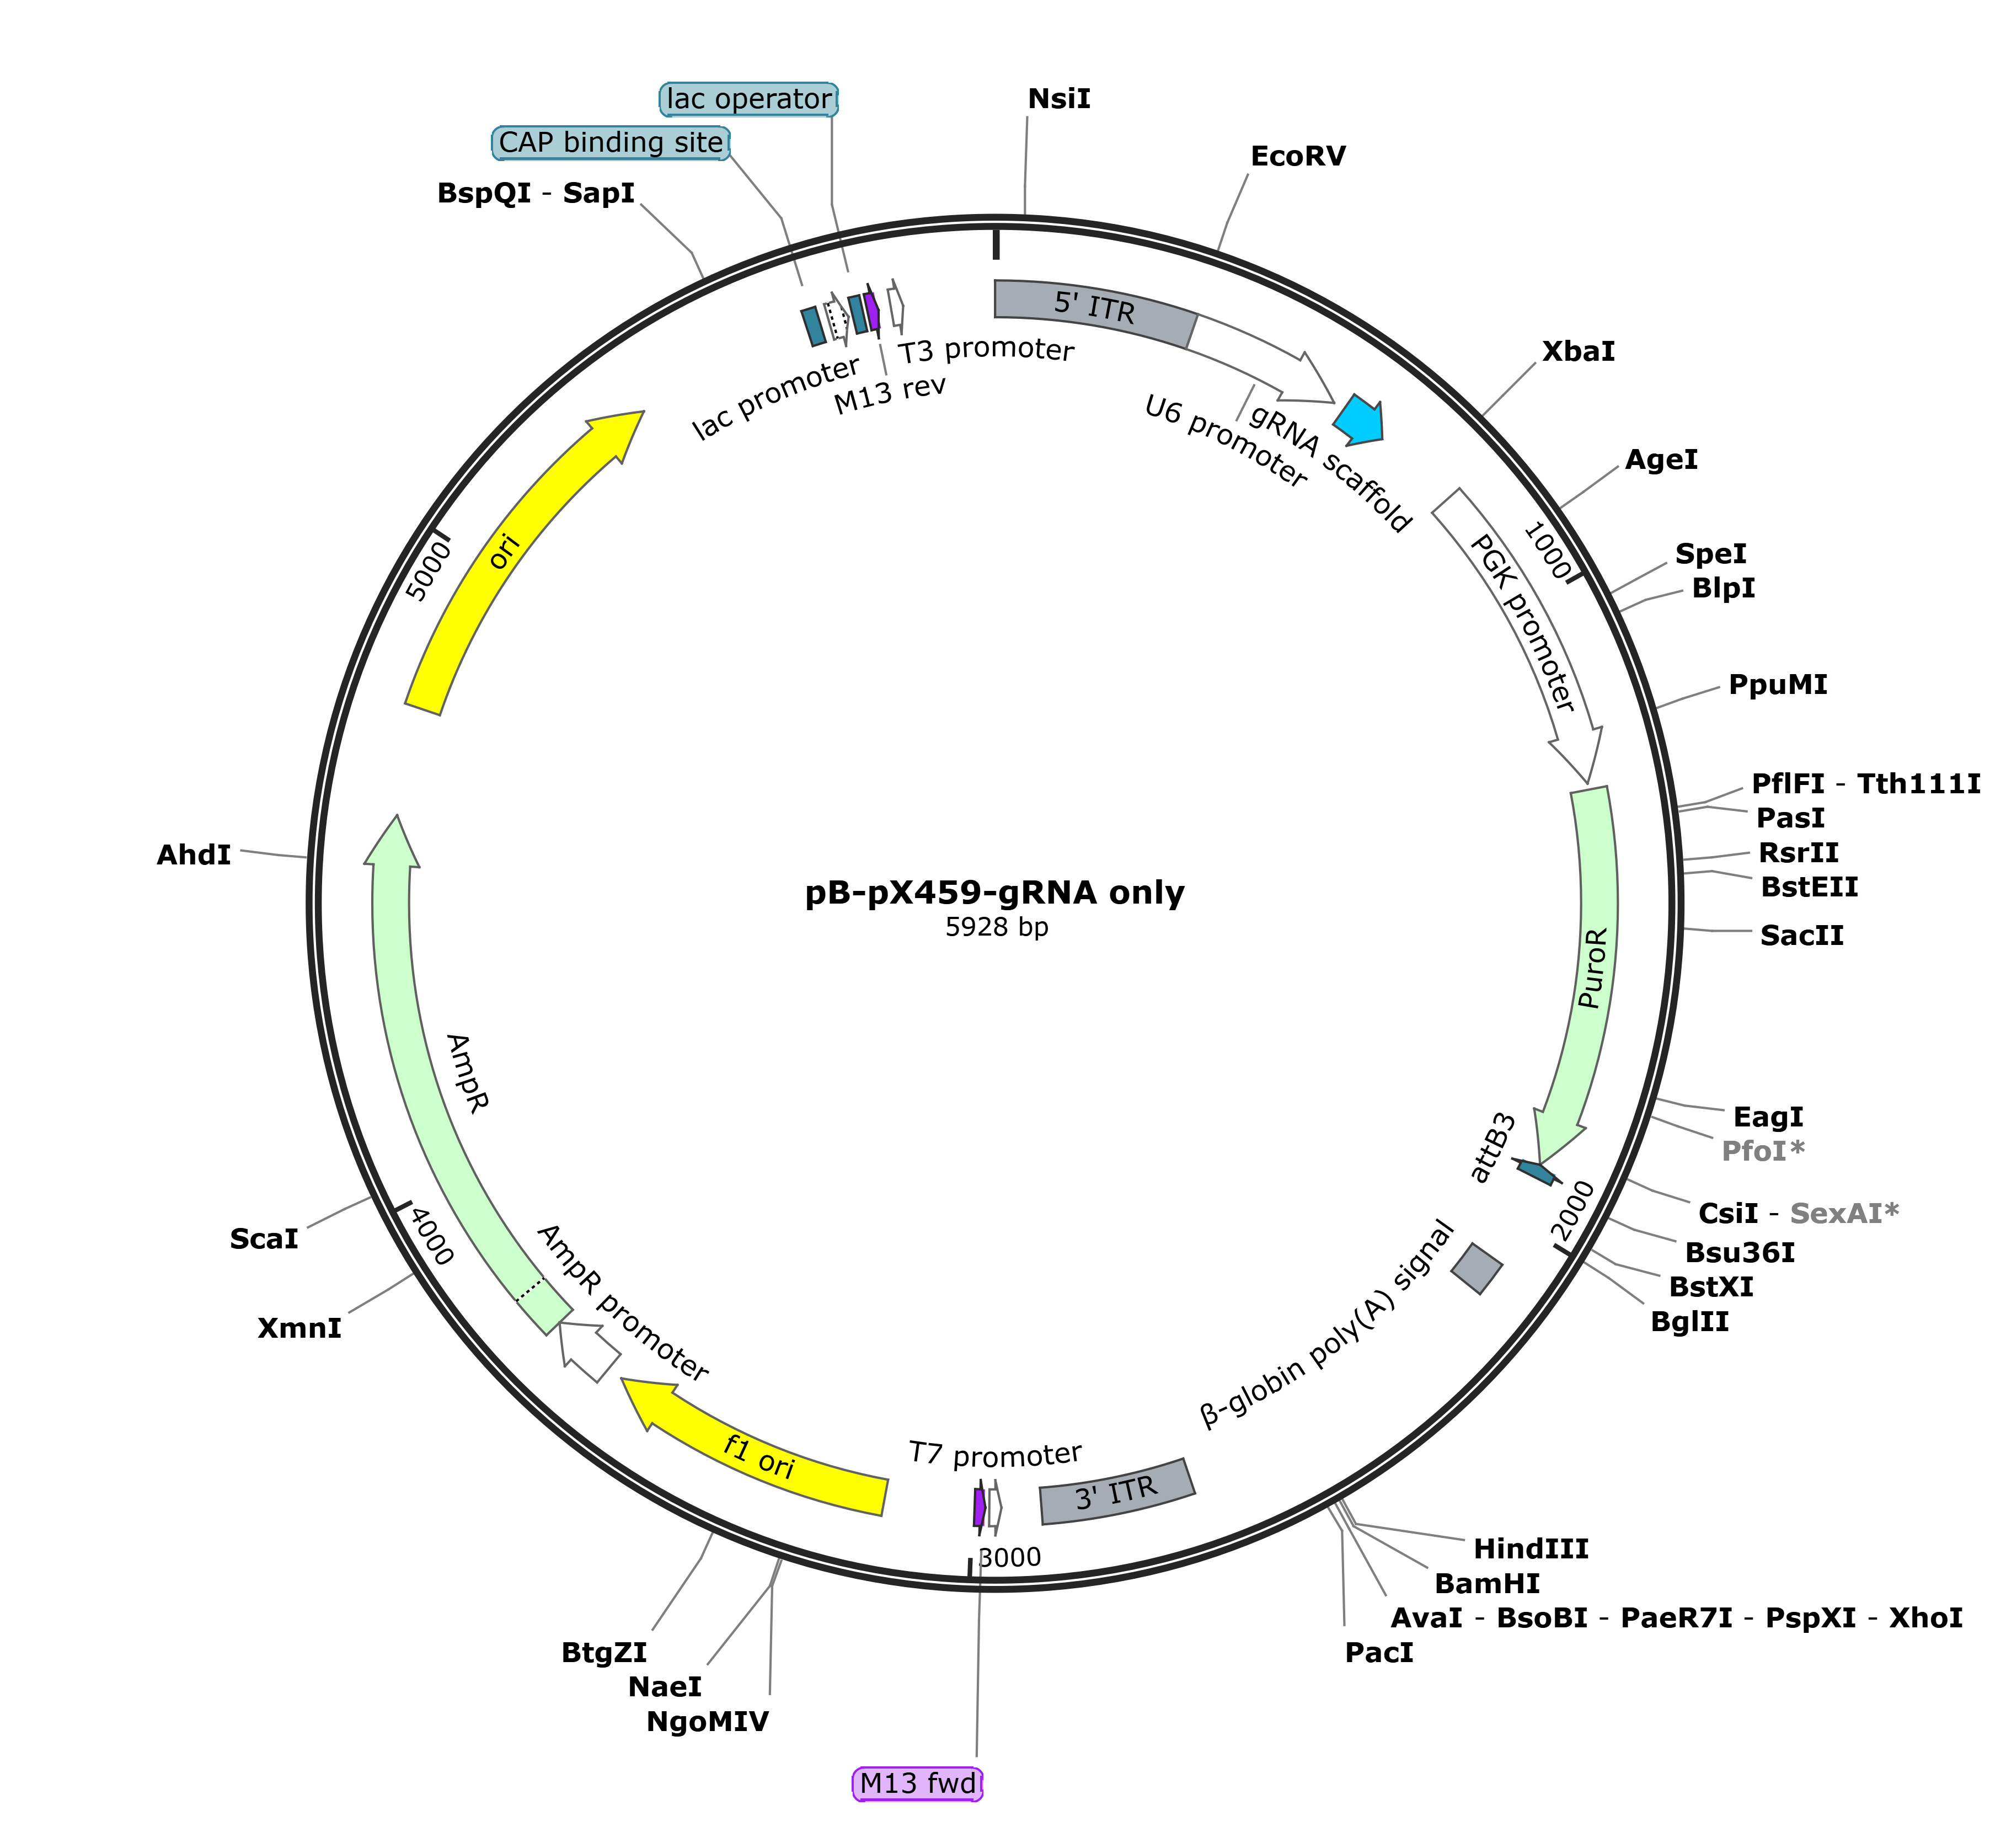 lac operator
NsiI
CAP binding site
EcoRV
BspQI - SapI
5' ITR
T3 promoter
lac promoter
M13 rev
XbaI
U6 promoter
gRNA scaffold
AgeI
1000
PGK promoter
SpeI
BlpI
5000
ori
PpuMI
PflFI - Tth111I
PasI
RsrII
BstEII
SacII
AhdI
pB-pX459-gRNA only
5928 bp
PuroR
AmpR
EagI
PfoI*
attB3
2000
CsiI - SexAI*
Bsu36I
BstXI
BglII
ScaI
4000
XmnI
AmpR promoter
β-globin poly(A) signal
f1 ori
T7 promoter
3' ITR
3000
HindIII
BamHI
AvaI - BsoBI - PaeR7I - PspXI - XhoI
PacI
BtgZI
NaeI
NgoMIV
M13 fwd